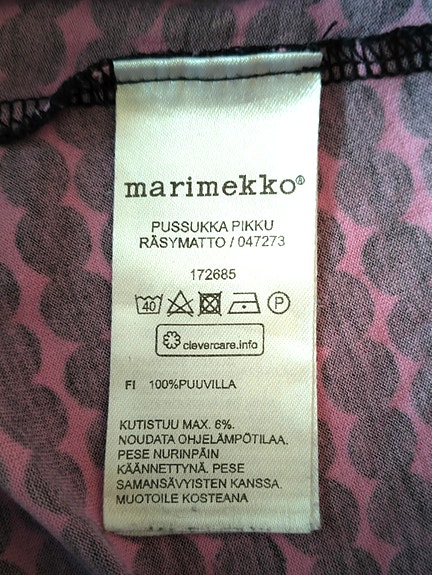 marimekko®
PUSSUKKA PIKKU
RÄSYMATTO / 047273
172685
40 P
clevercare.info
FI 100%PUUVILLA
KUTISTUU MAX. 6%.
NOUDATA OHJELÄMPÖTILAA.
PESE NURINPÄIN
KÄÄNNETTYNÄ. PESE
SAMANSÄVYISTEN KANSSA.
MUOTOILE KOSTEANA